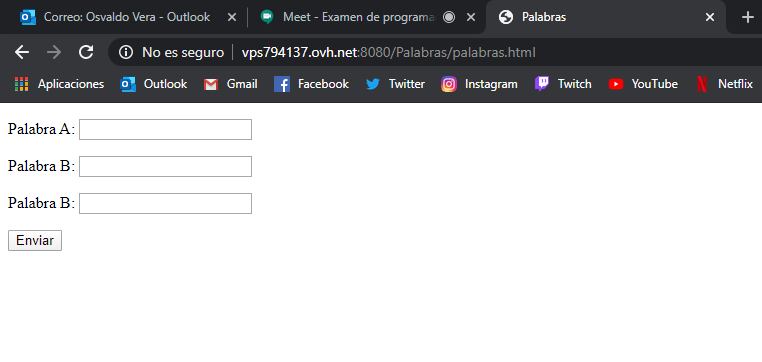 Correo: Osvaldo Vera - Outlook
Meet - Examen de programa
Palabras
No es seguro vps794137.ovh.net:8080/Palabras/palabras.html
Aplicaciones Outlook Gmail Facebook Twitter Instagram Twitch YouTube Netflix
Palabra A:
Palabra B:
Palabra B:
Enviar